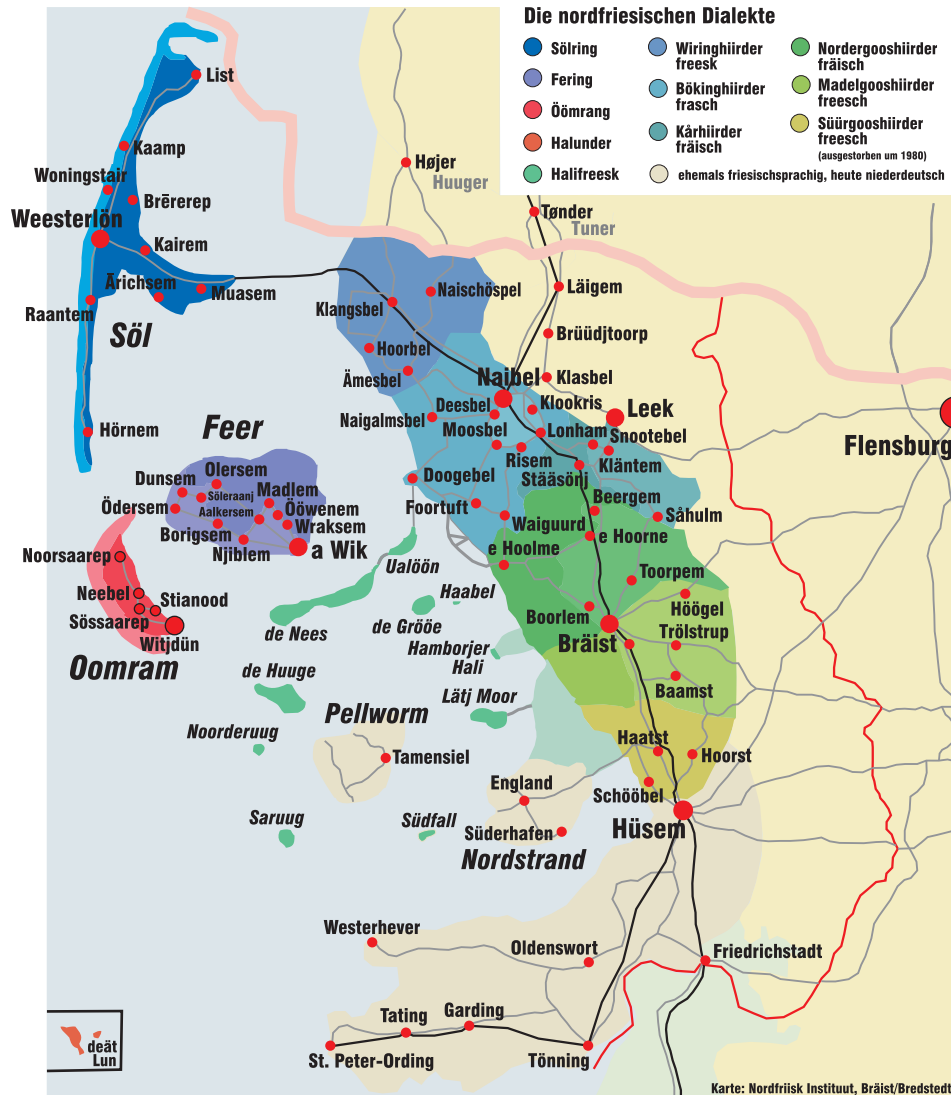 Die nordfriesischen Dialekte
Sölring
Fering
Öömrang
Halunder
Halifreesk
Wiringhiirder
freesk
Bökinghiirder
frasch
Kårhiirder
fräisch
Nordergooshiirder
fräisch
Madelgooshiirder
freesch
Süürgooshiirder
freesch
(ausgestorben um 1980)
ehemals friesischsprachig, heute niederdeutsch
List
Kaamp
Woningstair
Brērerep
Weesterlön
Kairem
Ārichsem
Muasem
Raantem
Söl
Hörnem
Højer
Huuger
Tønder
Tuner
Läigem
Naischöspel
Klangsbel
Brüüdjtoorp
Hoorbel
Ämesbel
Naibel
Klasbel
Deesbel
Klookris
Leek
Naigalmsbel
Moosbel
Lonham
Snootebel
Flensburg
Risem
Kläntem
Stääsönj
Doogebel
Beergem
Foortuft
Waiguurd
Såhulm
e Hoorne
e Hoolme
Toorpem
Höögel
Boorlem
Trölstrup
Bräist
Baamst
Feer
Olersem
Dunsem
Söleraanj
Madlem
Ödersem
Aalkersem
Ööwenem
Wraksem
Borigsem
Njiblem
a Wik
Noorsaarep
Neebel
Stianood
Sössaarep
Witjdün
Oomram
Ualöön
Haabel
de Nees
de Grööe
Hamborjer
Hali
de Huuge
Lätj Moor
Noorderuug
Pellworm
Tamensiel
Haatst
Hoorst
England
Schööbel
Saruug
Südfall
Süderhafen
Hüsem
Nordstrand
Westerhever
Oldenswort
Friedrichstadt
Tating
Garding
St. Peter-Ording
Tönning
deät
Lun
Karte: Nordfriisk Instituut, Bräist/Bredstedt